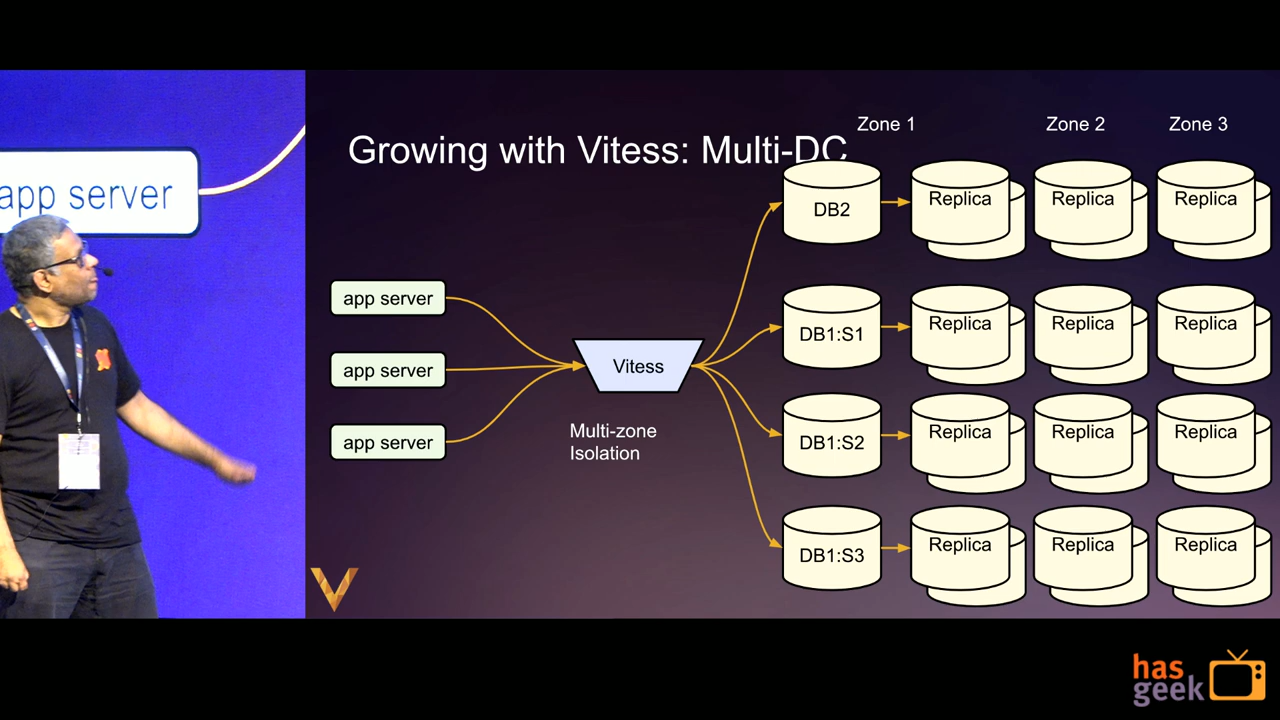 app server
Growing with Vitess: Multi-DC
Zone 1
Zone 2
Zone 3
DB2
Replica
Replica
Replica
app server
app server
app server
Vitess
Multi-zone
Isolation
DB1:S1
Replica
Replica
Replica
DB1:S2
Replica
Replica
Replica
DB1:S3
Replica
Replica
Replica
has
geek